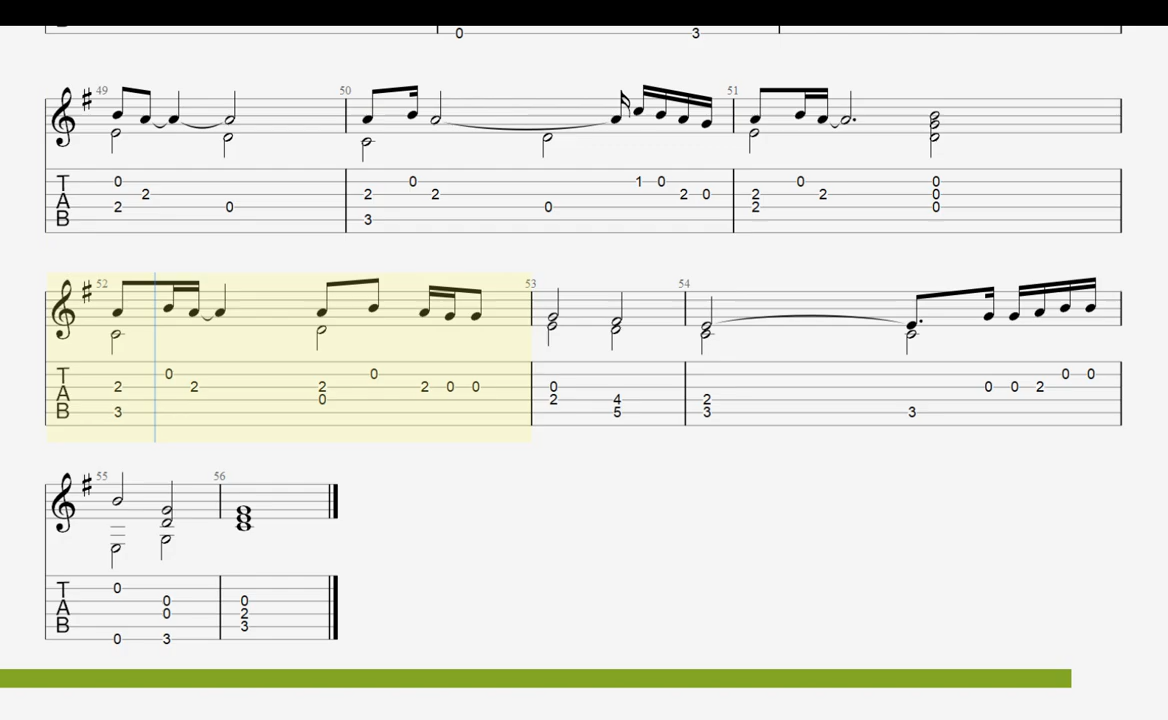 0 3
49 50 51
0 0 1 0 0 0
T 2 2 2 2 0 2 2 0
A 2 0 0 2 0
B 3
52 53 54
T 0 0 0 0
2 2 2 2 0 0 0 0 0 2
A 0 2 4 2
B 3 5 3 3
55 56
T 0
0 0
A 0 2
B 3
0 3